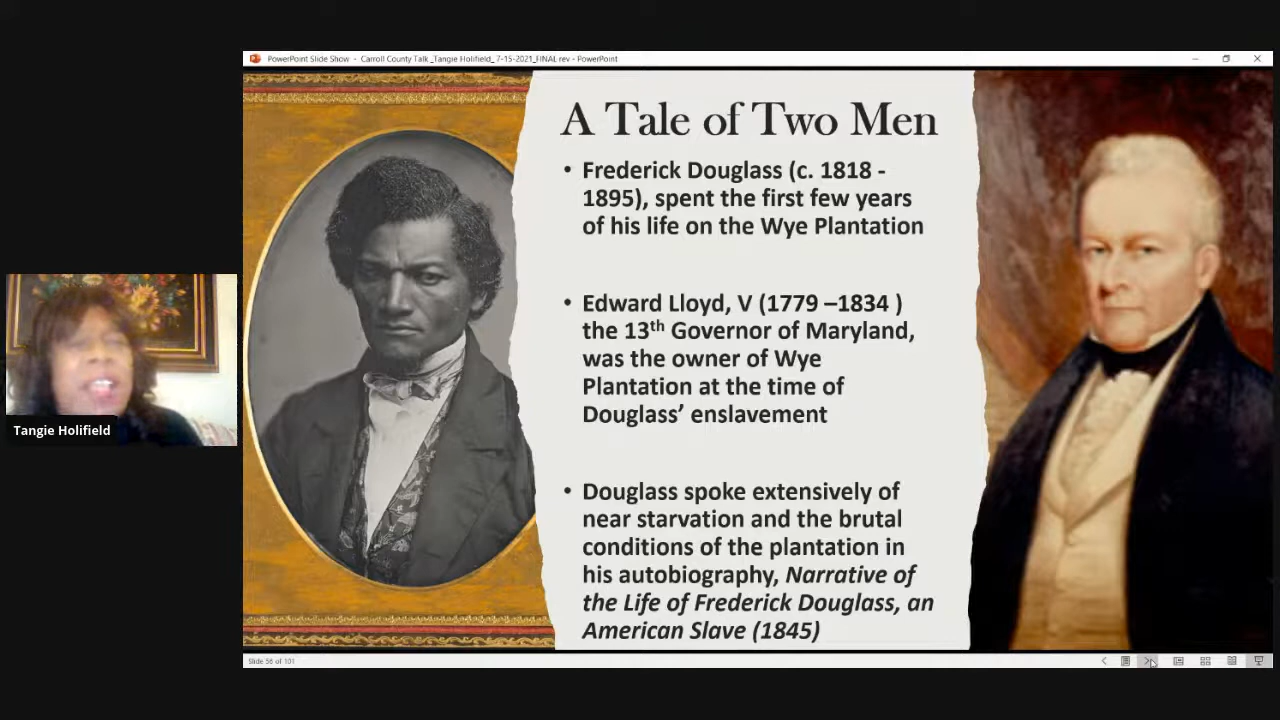 PowerPoint Slide Show - Carroll County Talk _Tangie Holifield_ 7-15-2021_FINAL rev - PowerPoint
A Tale of Two Men
• Frederick Douglass (c. 1818 -
1895), spent the first few years
of his life on the Wye Plantation
• Edward Lloyd, V (1779 –1834 )
the 13th Governor of Maryland,
was the owner of Wye
Plantation at the time of
Douglass’ enslavement
• Douglass spoke extensively of
near starvation and the brutal
conditions of the plantation in
his autobiography, Narrative of
the Life of Frederick Douglass, an
American Slave (1845)
Tangie Holifield
Slide 56 of 101